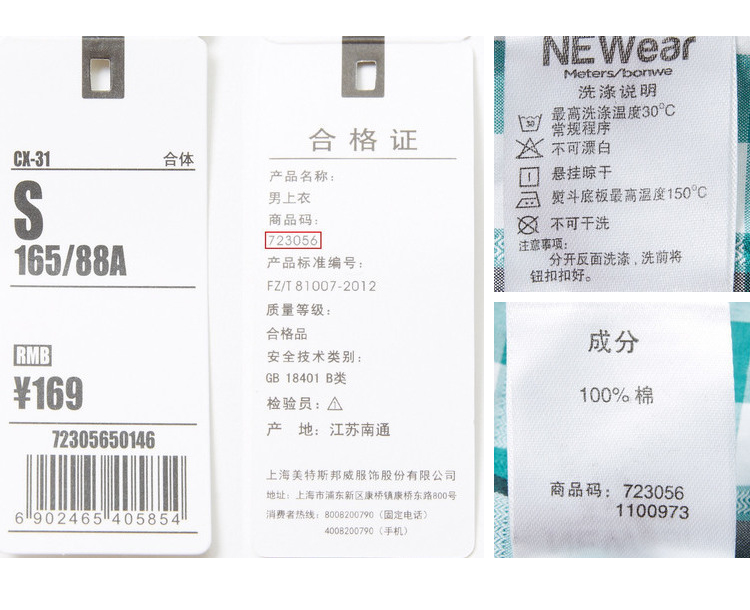 CX-31
合体
S
165/88A
RMB
¥169
72305650146
6 902465 405854
合格证
产品名称:
男上衣
商品码:
723056
产品标准编号:
FZ/T 81007-2012
质量等级:
合格品
安全技术类别:
GB 18401 B类
检验员:
产 地: 江苏南通
上海美特斯邦威服饰股份有限公司
地址: 上海市浦东新区康桥镇康桥东路800号
消费者热线: 8008200790 (固定电话)
4008200790 (手机)
NEWear
Meters/bonwe
洗涤说明
30
最高洗涤温度30°C
常规程序
不可漂白
悬挂晾干
熨斗底板最高温度150°C
不可干洗
注意事项:
分开反面洗涤、洗前将
钮扣扣好。
成分
100% 棉
商品码: 723056
1100973